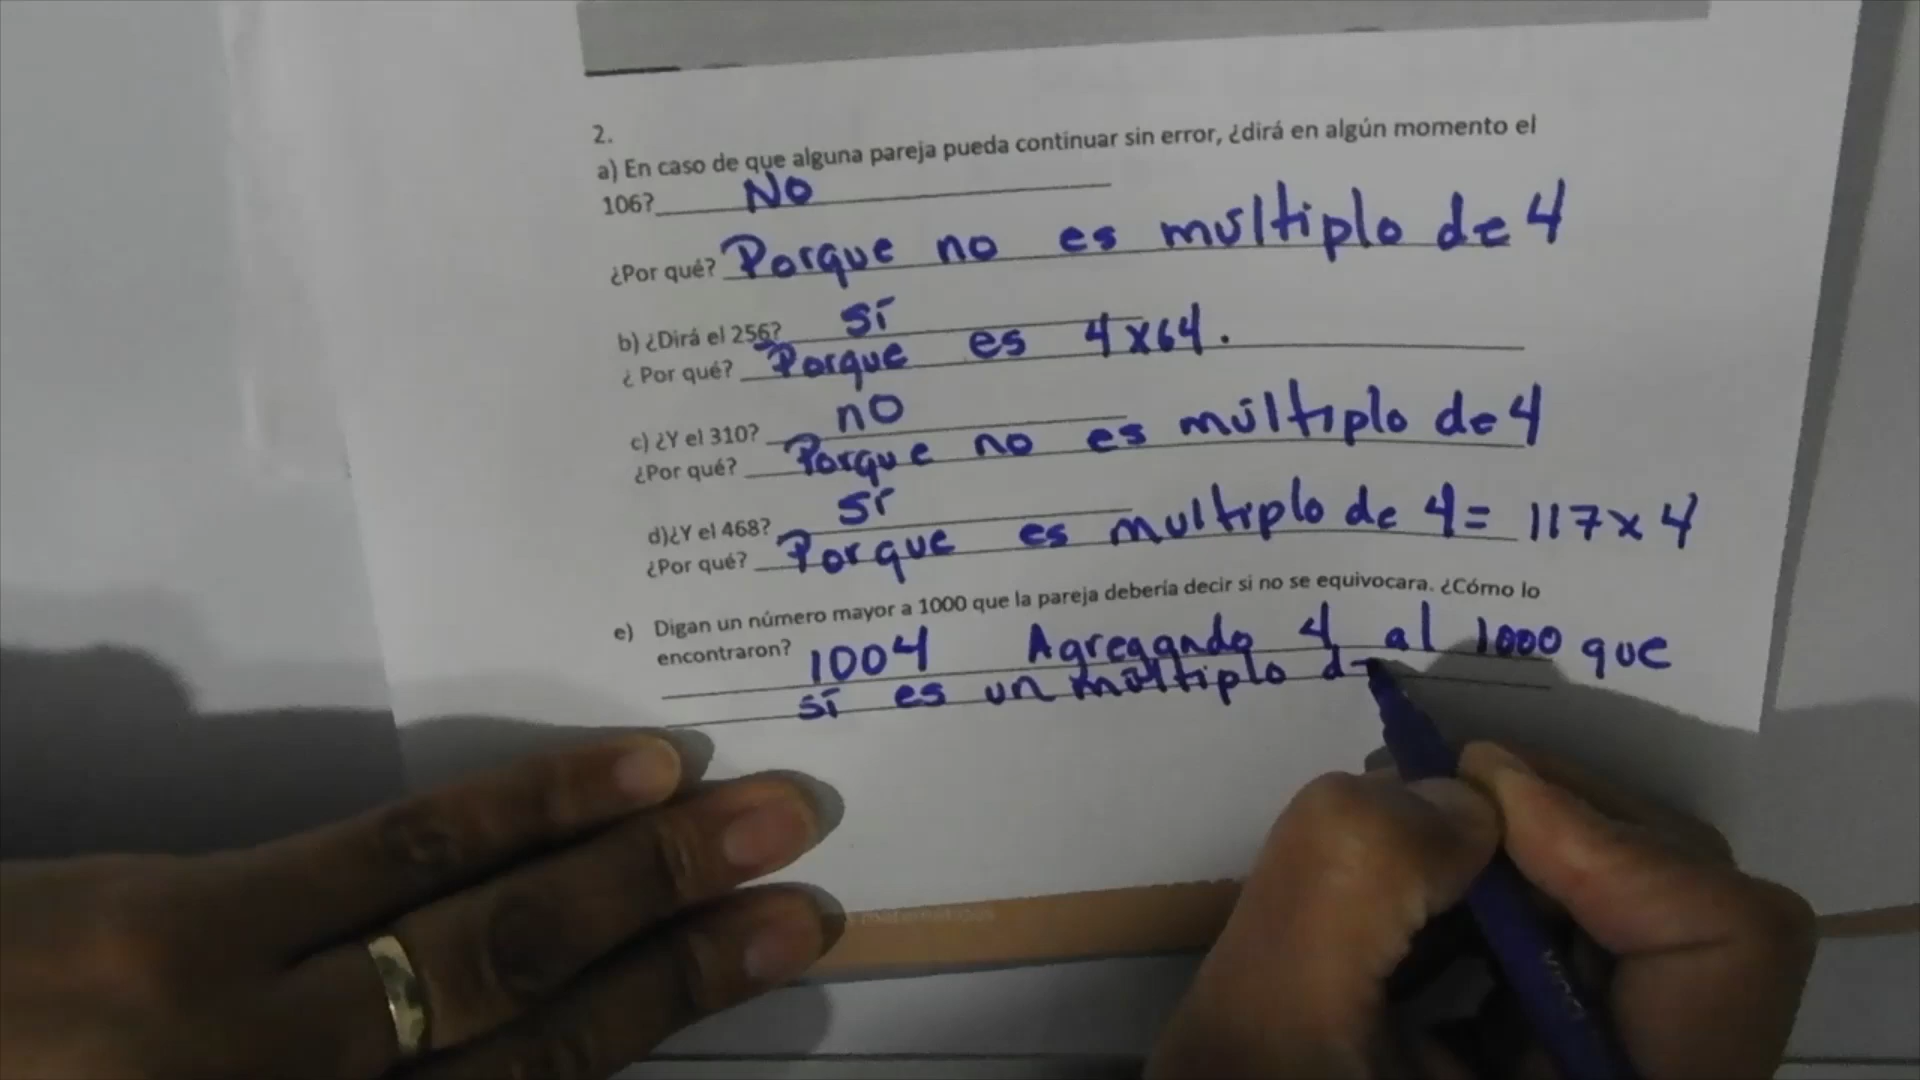 2.
a) En caso de que alguna pareja pueda continuar sin error, ¿dirá en algún momento el
106? No
¿Por qué? Porque no es múltiplo de 4
b) ¿Dirá el 256? sí
¿ Por qué? Porque es 4x64.
c) ¿Y el 310? no
¿Por qué? Porque no es múltiplo de 4
d)¿Y el 468? sí
¿Por qué? Porque es multiplo de 4 = 117 x 4
e) Digan un número mayor a 1000 que la pareja debería decir si no se equivocara. ¿Cómo lo
encontraron? 1004 Agregando 4 al 1000 que
sí es un múltiplo